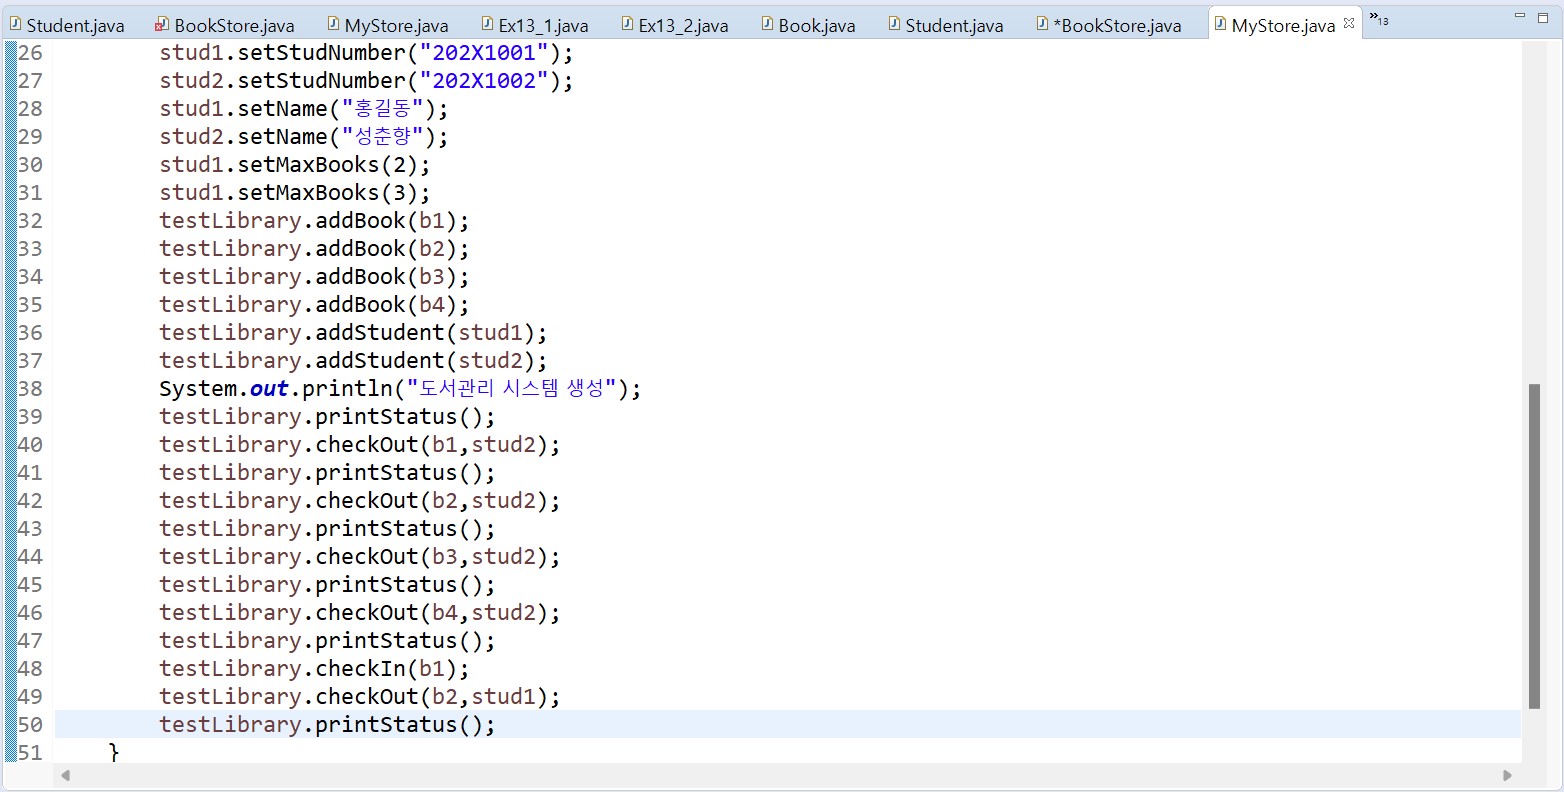 Student.java BookStore.java MyStore.java Ex13_1.java Ex13_2.java Book.java Student.java *BookStore.java MyStore.java »13
26 stud1.setStudNumber("202X1001");
27 stud2.setStudNumber("202X1002");
28 stud1.setName("홍길동");
29 stud2.setName("성춘향");
30 stud1.setMaxBooks(2);
31 stud1.setMaxBooks(3);
32 testLibrary.addBook(b1);
33 testLibrary.addBook(b2);
34 testLibrary.addBook(b3);
35 testLibrary.addBook(b4);
36 testLibrary.addStudent(stud1);
37 testLibrary.addStudent(stud2);
38 System.out.println("도서관리 시스템 생성");
39 testLibrary.printStatus();
40 testLibrary.checkOut(b1,stud2);
41 testLibrary.printStatus();
42 testLibrary.checkOut(b2,stud2);
43 testLibrary.printStatus();
44 testLibrary.checkOut(b3,stud2);
45 testLibrary.printStatus();
46 testLibrary.checkOut(b4,stud2);
47 testLibrary.printStatus();
48 testLibrary.checkIn(b1);
49 testLibrary.checkOut(b2,stud1);
50 testLibrary.printStatus();
51 }